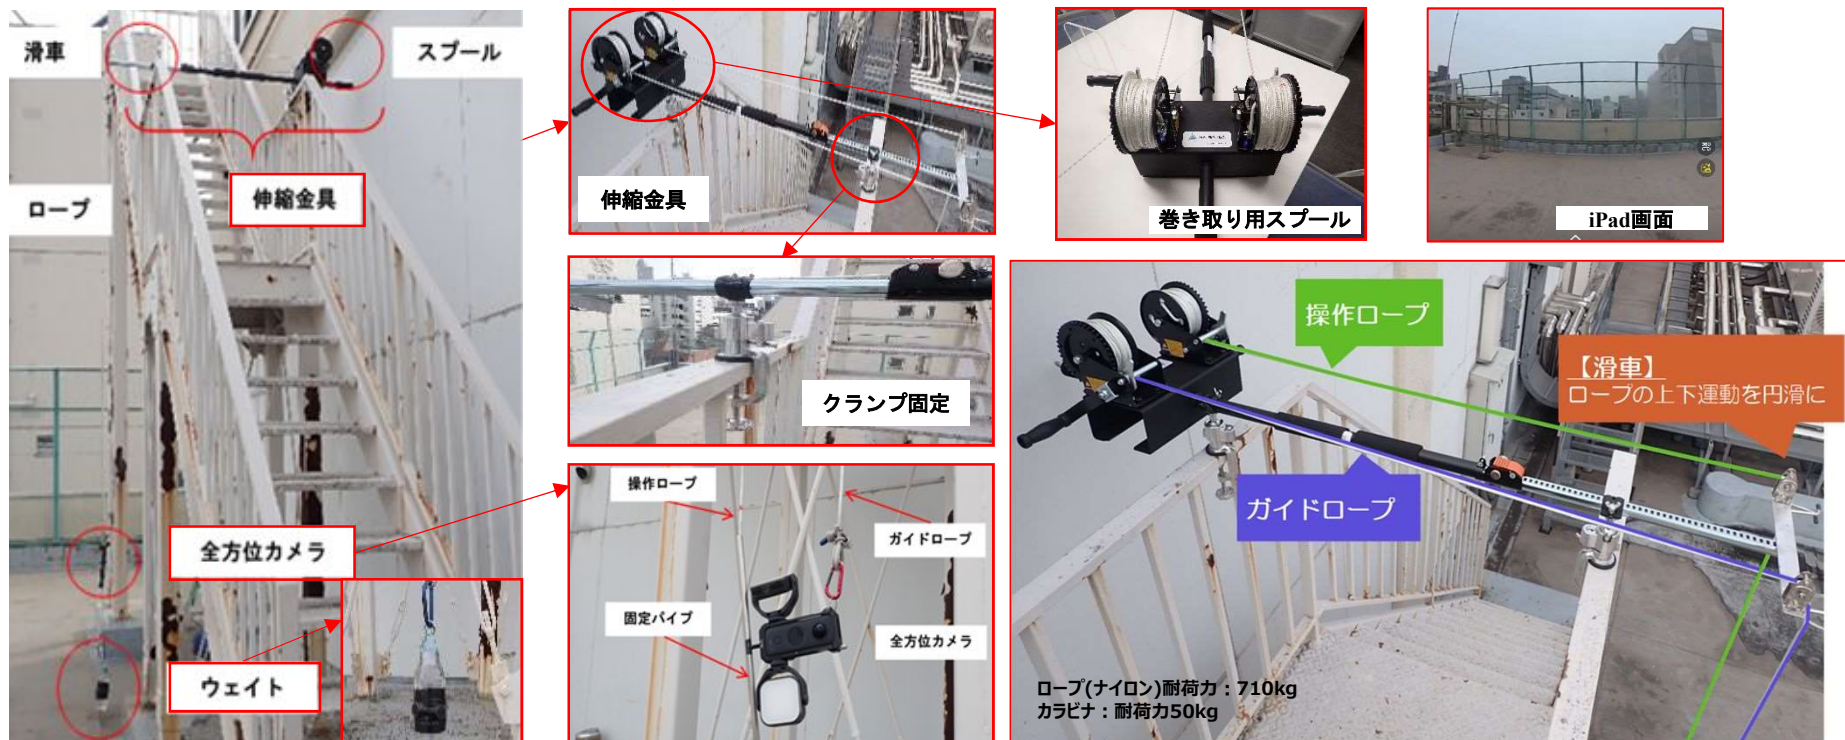 滑車
スプール
伸縮金具
ロープ
全方位カメラ
ウェイト
伸縮金具
巻き取り用スプール
iPad画面
クランプ固定
操作ロープ
ガイドロープ
固定パイプ
全方位カメラ
操作ロープ
【滑車】
ロープの上下運動を円滑に
ガイドロープ
ロープ(ナイロン)耐荷力：710kg
カラビナ：耐荷力50kg